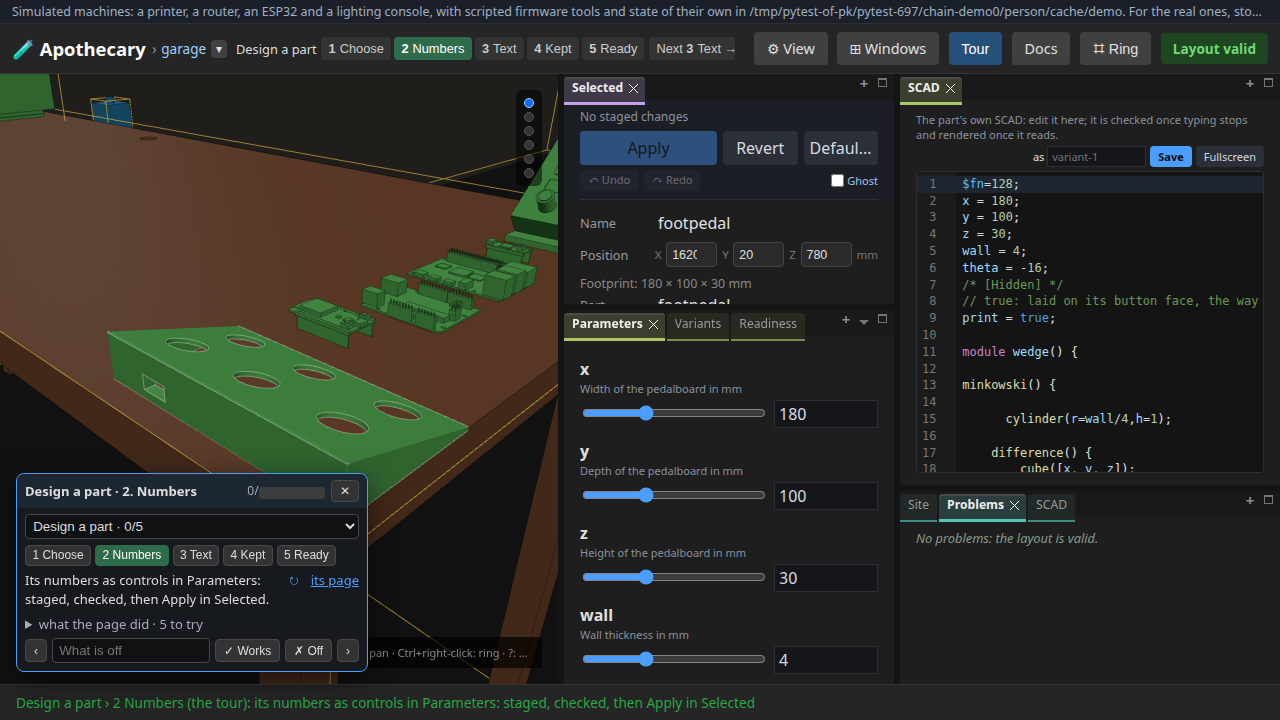 Simulated machines: a printer, a router, an ESP32 and a lighting console, with scripted firmware tools and state of their own in /tmp/pytest-of-pk/pytest-697/chain-demo0/person/cache/demo. For the real ones, sto...
Apothecary › garage ▾ Design a part 1 Choose 2 Numbers 3 Text 4 Kept 5 Ready Next 3 Text → ⚙ View ⊞ Windows Tour Docs ⌗ Ring Layout valid
Selected
No staged changes
Apply Revert Defaul...
↶ Undo ↷ Redo Ghost
Name footpedal
Position X 1620 Y 20 Z 780 mm
Footprint: 180 × 100 × 30 mm
Part footpedal
Parameters Variants Readiness
x
Width of the pedalboard in mm
180
y
Depth of the pedalboard in mm
100
z
Height of the pedalboard in mm
30
wall
Wall thickness in mm
4
SCAD
The part's own SCAD: edit it here; it is checked once typing stops
and rendered once it reads.
as variant-1 Save Fullscreen
1 $fn=128;
2 x = 180;
3 y = 100;
4 z = 30;
5 wall = 4;
6 theta = -16;
7 /* [Hidden] */
8 // true: laid on its button face, the way
9 print = true;
10
11 module wedge() {
12
13 minkowski() {
14
15 cylinder(r=wall/4,h=1);
16
17 difference() {
18 cube([x, y, z]);
Site Problems SCAD
No problems: the layout is valid.
Design a part · 2. Numbers 0/ ✕
Design a part · 0/5
1 Choose 2 Numbers 3 Text 4 Kept 5 Ready
Its numbers as controls in Parameters: ↻ its page
staged, checked, then Apply in Selected.
▶ what the page did · 5 to try
‹ What is off ✓ Works ✗ Off ›
pan · Ctrl+right-click: ring · ?: ...
Design a part › 2 Numbers (the tour): its numbers as controls in Parameters: staged, checked, then Apply in Selected